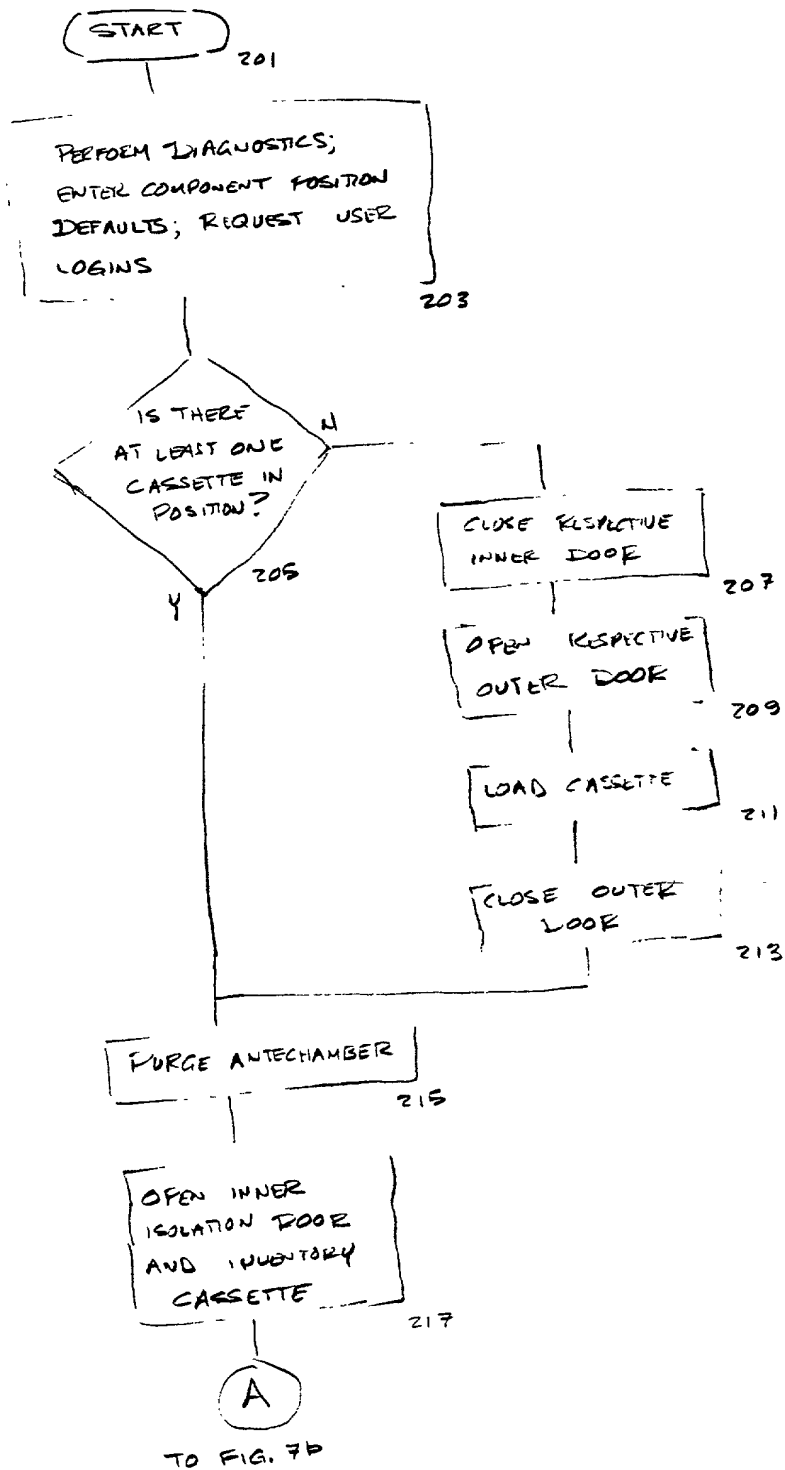 START
201
PERFORM DIAGNOSTICS;
ENTER COMPONENT POSITION
DEFAULTS; REQUEST USER
LOGINS
203
IS THERE
AT LEAST ONE
CASSETTE IN
POSITION?
N
205
Y
CLOSE RESPECTIVE
INNER DOOR
207
OPEN RESPECTIVE
OUTER DOOR
209
LOAD CASSETTE
211
CLOSE OUTER
DOOR
213
PURGE ANTECHAMBER
215
OPEN INNER
ISOLATION DOOR
AND INVENTORY
CASSETTE
217
A
TO FIG. 7b